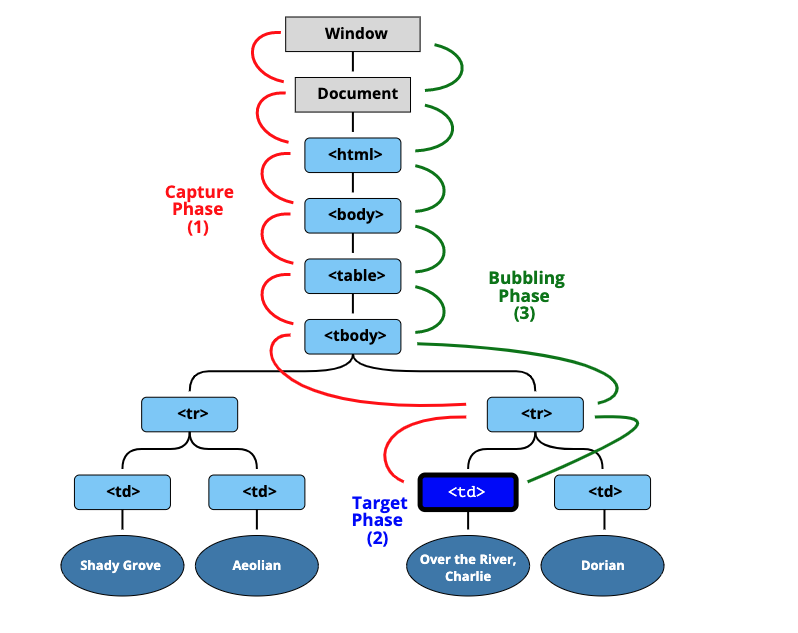 Window
Document
<html>
<body>
Capture
Phase
(1)
<table>
Bubbling
Phase
(3)
<tbody>
<tr>
<tr>
<td>
<td>
<td>
<td>
Target
Phase
(2)
Shady Grove
Aeolian
Over the River,
Charlie
Dorian